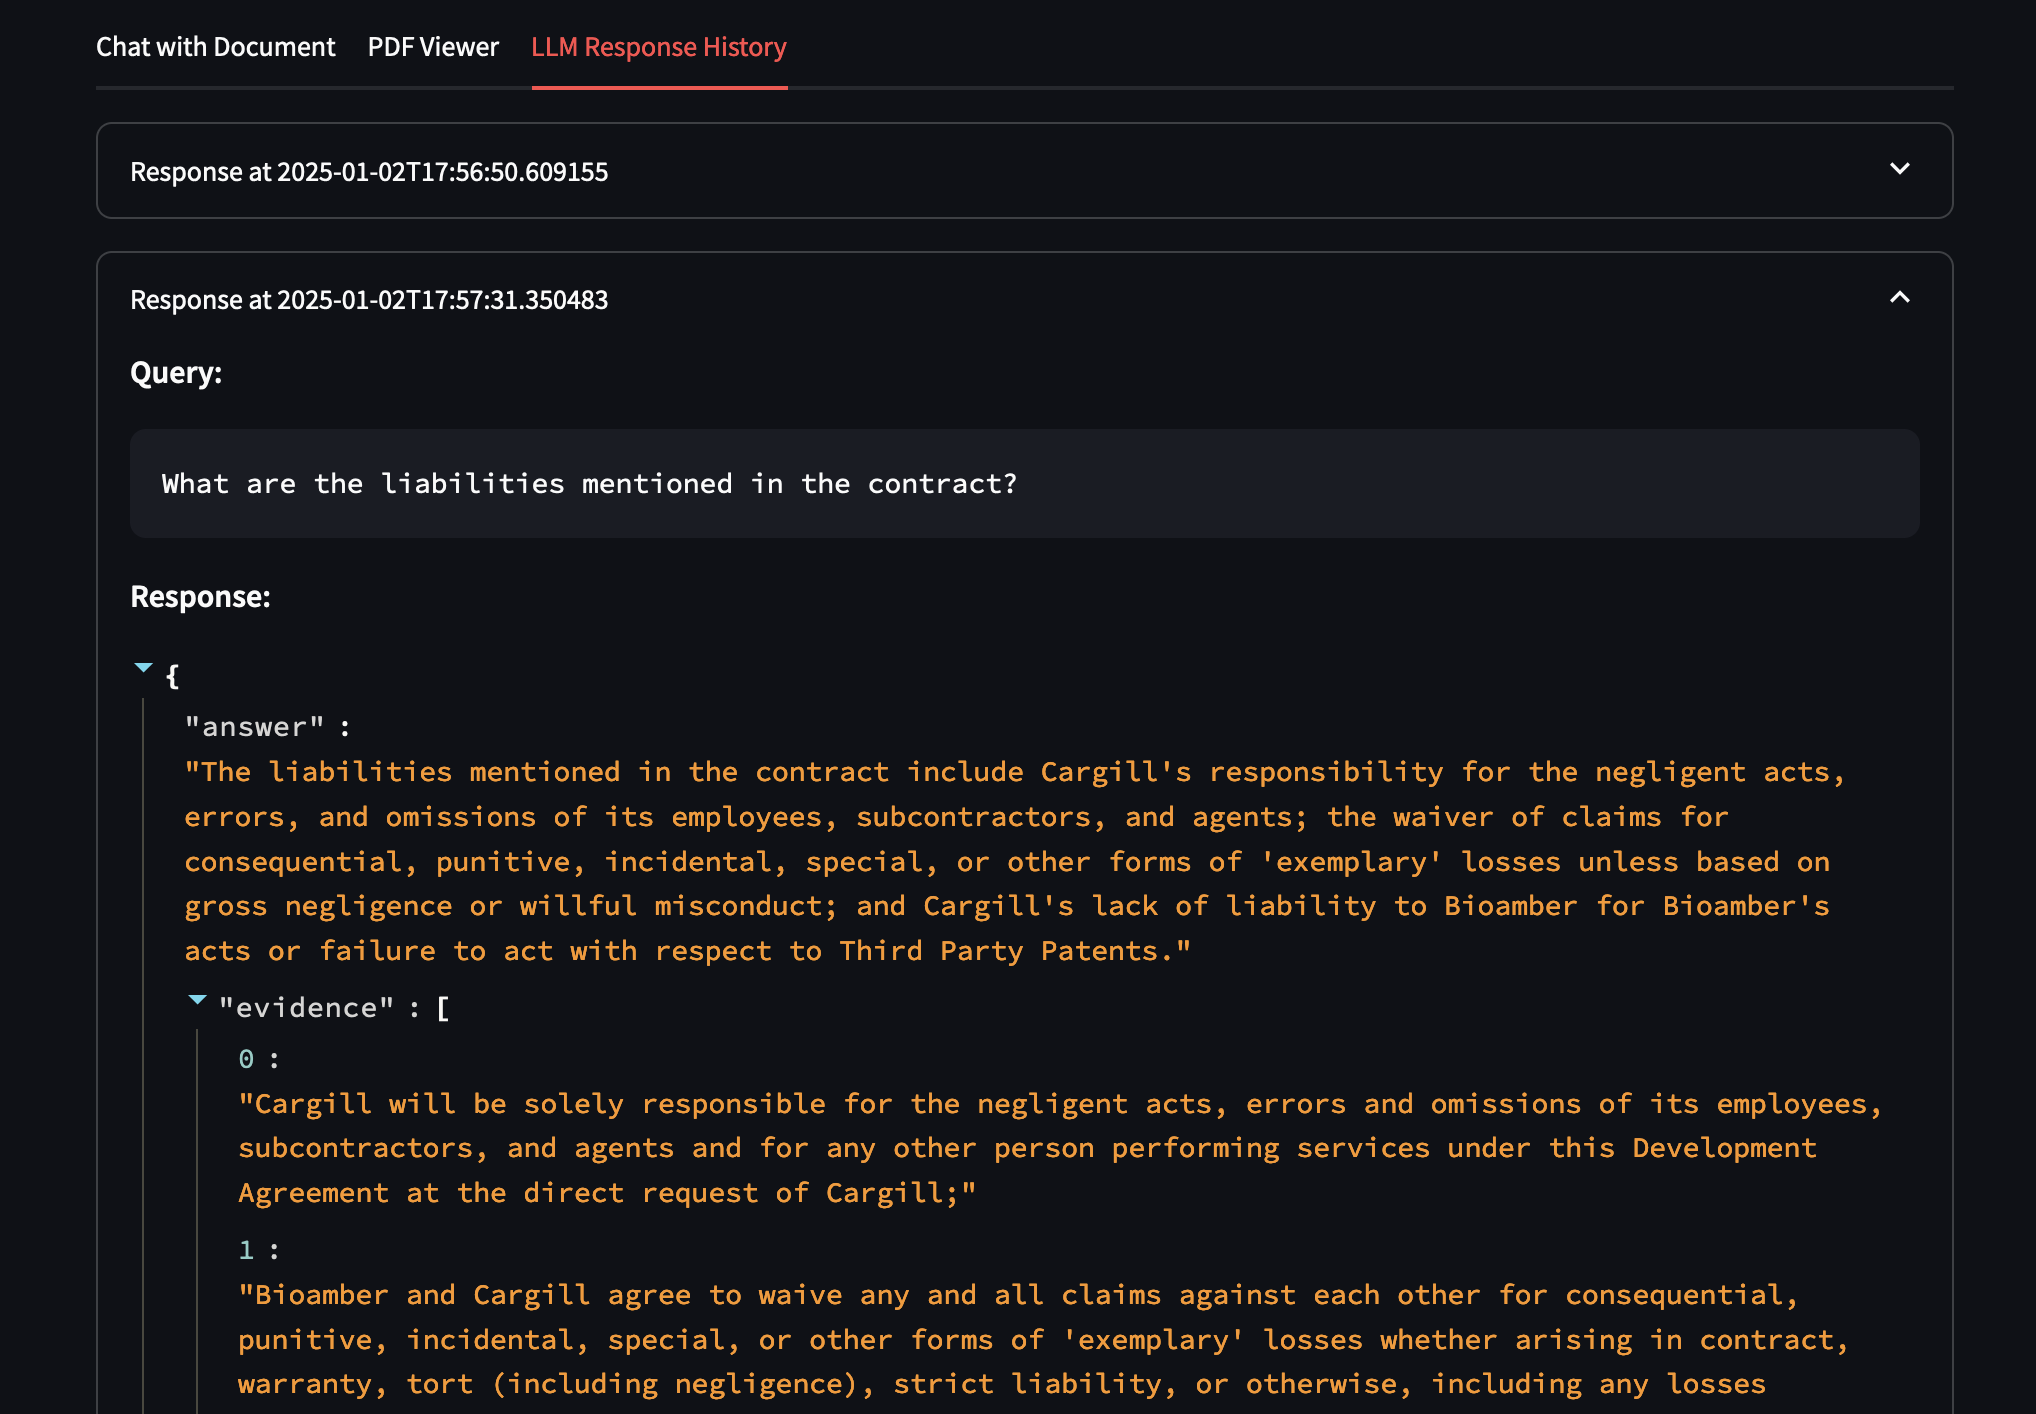 Chat with Document PDF Viewer LLM Response History
Response at 2025-01-02T17:56:50.609155
Response at 2025-01-02T17:57:31.350483
Query:
What are the liabilities mentioned in the contract?
Response:
{
"answer" :
"The liabilities mentioned in the contract include Cargill's responsibility for the negligent acts,
errors, and omissions of its employees, subcontractors, and agents; the waiver of claims for
consequential, punitive, incidental, special, or other forms of 'exemplary' losses unless based on
gross negligence or willful misconduct; and Cargill's lack of liability to Bioamber for Bioamber's
acts or failure to act with respect to Third Party Patents."
"evidence" : [
0 :
"Cargill will be solely responsible for the negligent acts, errors and omissions of its employees,
subcontractors, and agents and for any other person performing services under this Development
Agreement at the direct request of Cargill;"
1 :
"Bioamber and Cargill agree to waive any and all claims against each other for consequential,
punitive, incidental, special, or other forms of 'exemplary' losses whether arising in contract,
warranty, tort (including negligence), strict liability, or otherwise, including any losses